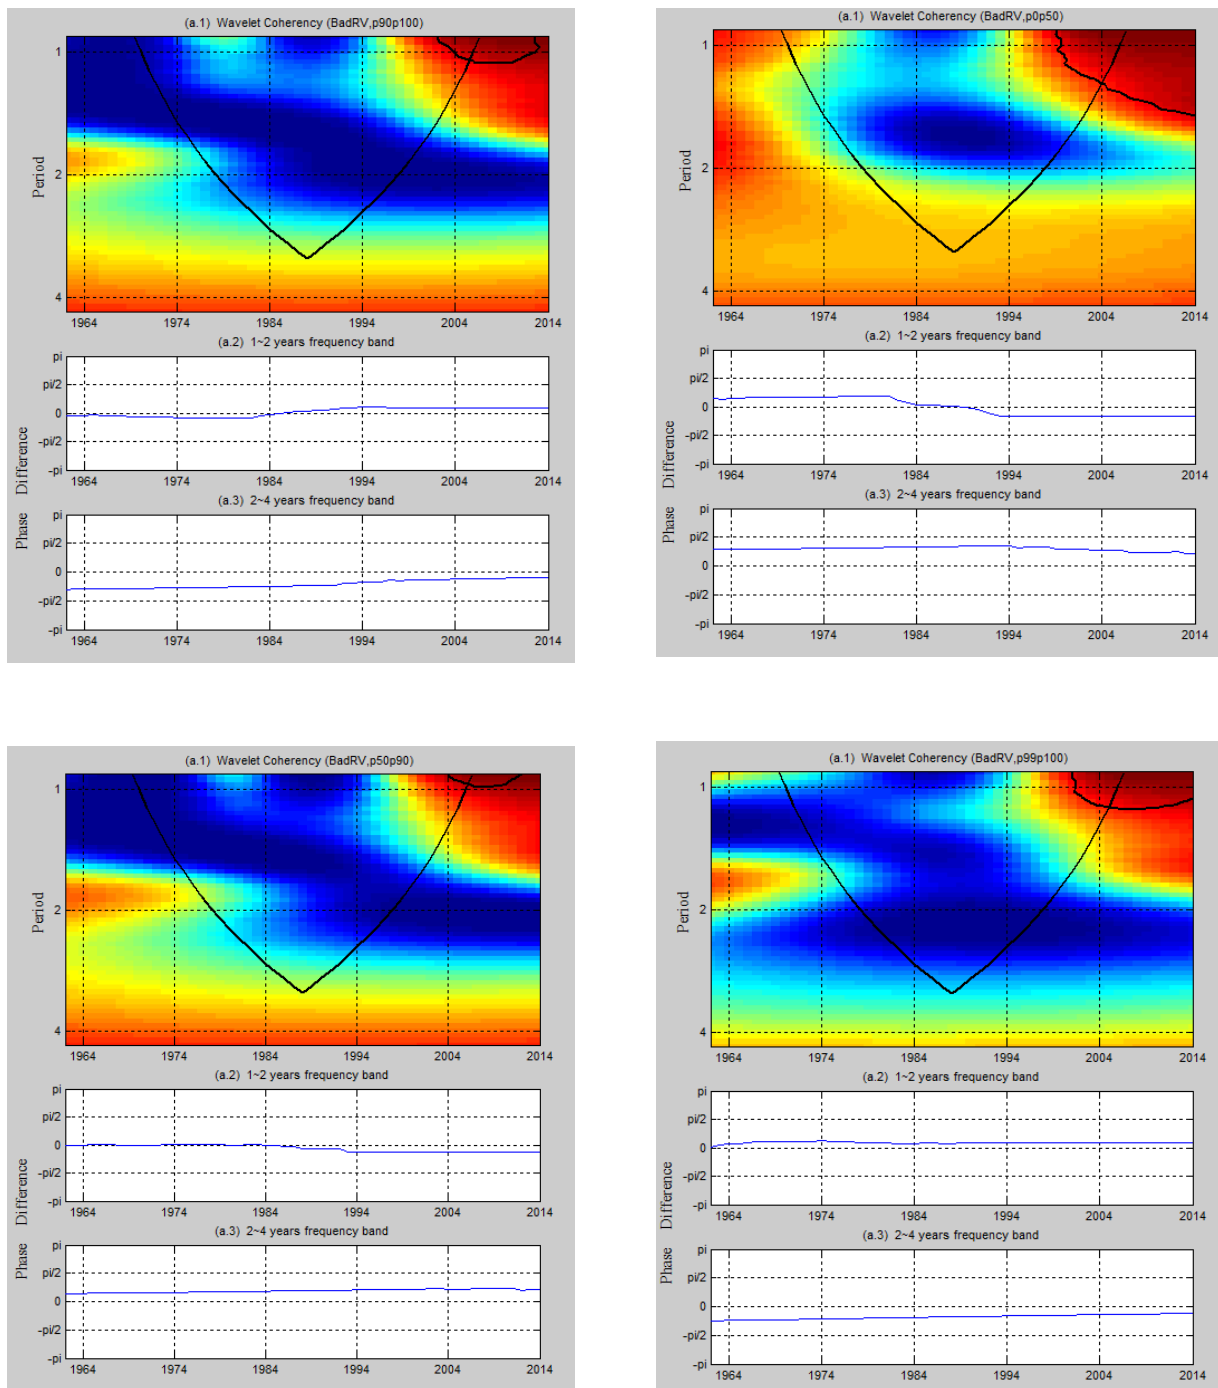 (a.1) Wavelet Coherency (BadRV,p90p100)
1
2
4
Period
1964 1974 1984 1994 2004 2014
(a.2) 1~2 years frequency band
pi
pi/2
0
-pi/2
-pi
1964 1974 1984 1994 2004 2014
(a.3) 2~4 years frequency band
pi
pi/2
0
-pi/2
-pi
1964 1974 1984 1994 2004 2014
Phase Difference
(a.1) Wavelet Coherency (BadRV,p0p50)
1
2
4
Period
1964 1974 1984 1994 2004 2014
(a.2) 1~2 years frequency band
pi
pi/2
0
-pi/2
-pi
1964 1974 1984 1994 2004 2014
(a.3) 2~4 years frequency band
pi
pi/2
0
-pi/2
-pi
1964 1974 1984 1994 2004 2014
Phase Difference
(a.1) Wavelet Coherency (BadRV,p50p90)
1
2
4
Period
1964 1974 1984 1994 2004 2014
(a.2) 1~2 years frequency band
pi
pi/2
0
-pi/2
-pi
1964 1974 1984 1994 2004 2014
(a.3) 2~4 years frequency band
pi
pi/2
0
-pi/2
-pi
1964 1974 1984 1994 2004 2014
Phase Difference
(a.1) Wavelet Coherency (BadRV,p99p100)
1
2
4
Period
1964 1974 1984 1994 2004 2014
(a.2) 1~2 years frequency band
pi
pi/2
0
-pi/2
-pi
1964 1974 1984 1994 2004 2014
(a.3) 2~4 years frequency band
pi
pi/2
0
-pi/2
-pi
1964 1974 1984 1994 2004 2014
Phase Difference